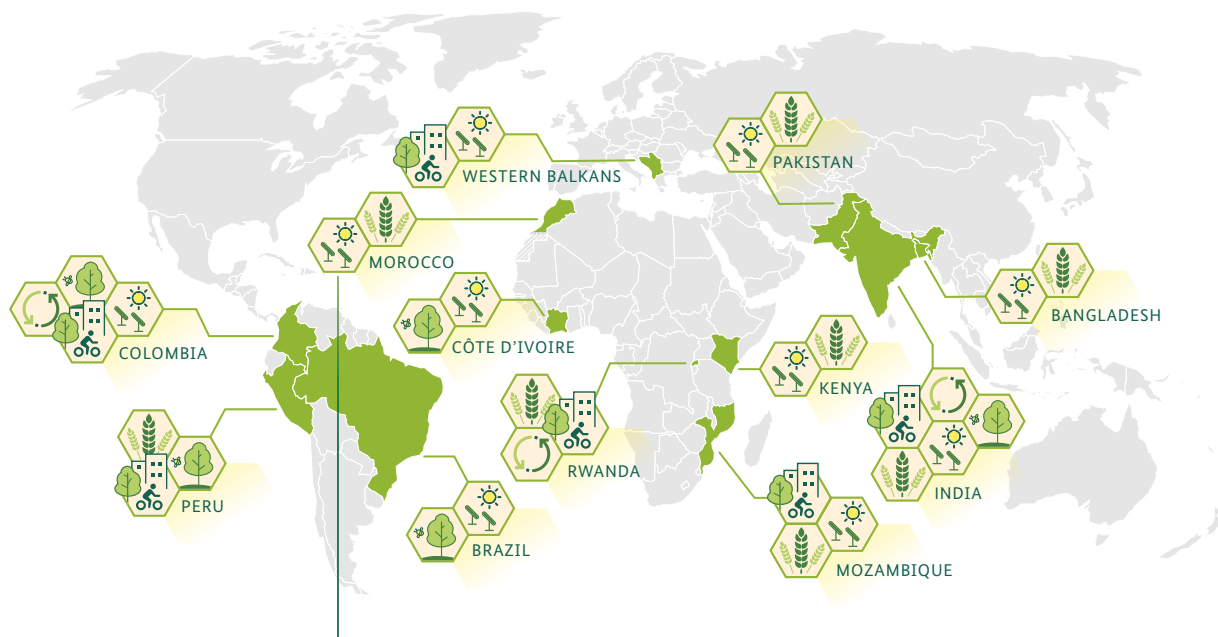 WESTERN BALKANS
PAKISTAN
MOROCCO
CÔTE D'IVOIRE
COLOMBIA
BANGLADESH
KENYA
RWANDA
INDIA
PERU
BRAZIL
MOZAMBIQUE